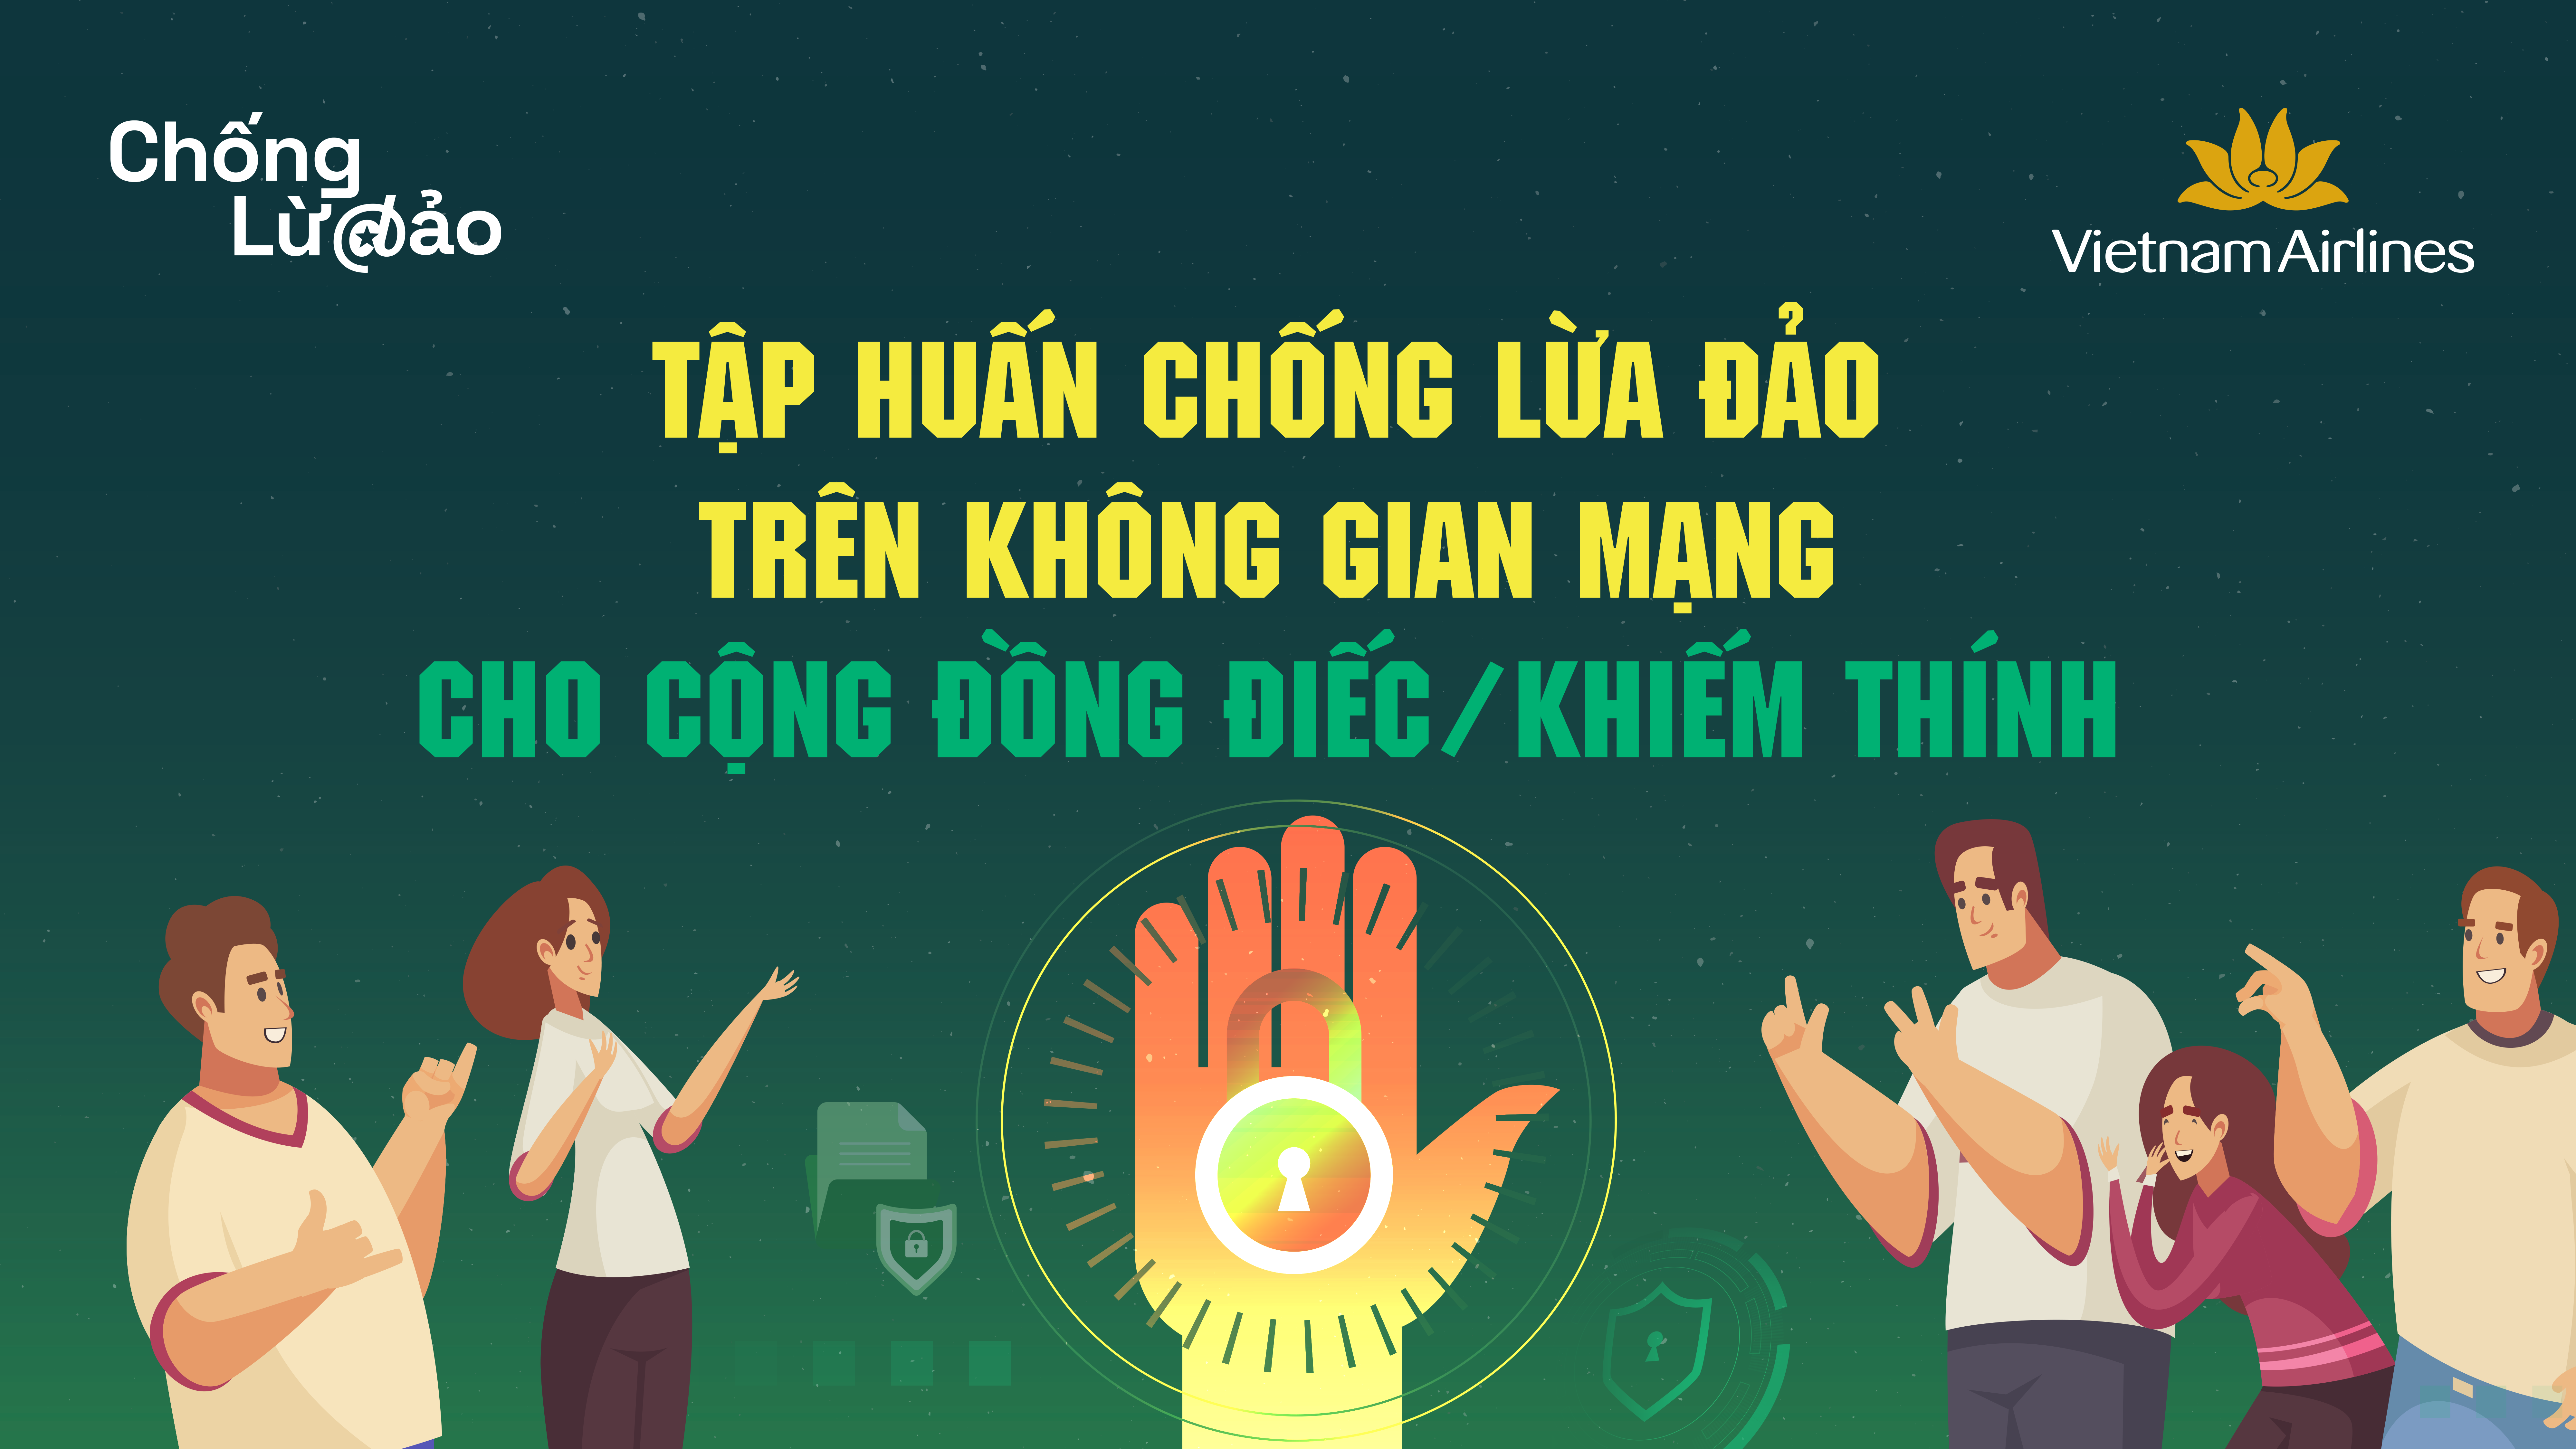 Chống
Lừ@đảo
Vietnam Airlines
TẬP HUẤN CHỐNG LỪA ĐẢO
TRÊN KHÔNG GIAN MẠNG
CHO CỘNG ĐỒNG ĐIẾC/KHIẾM THÍNH